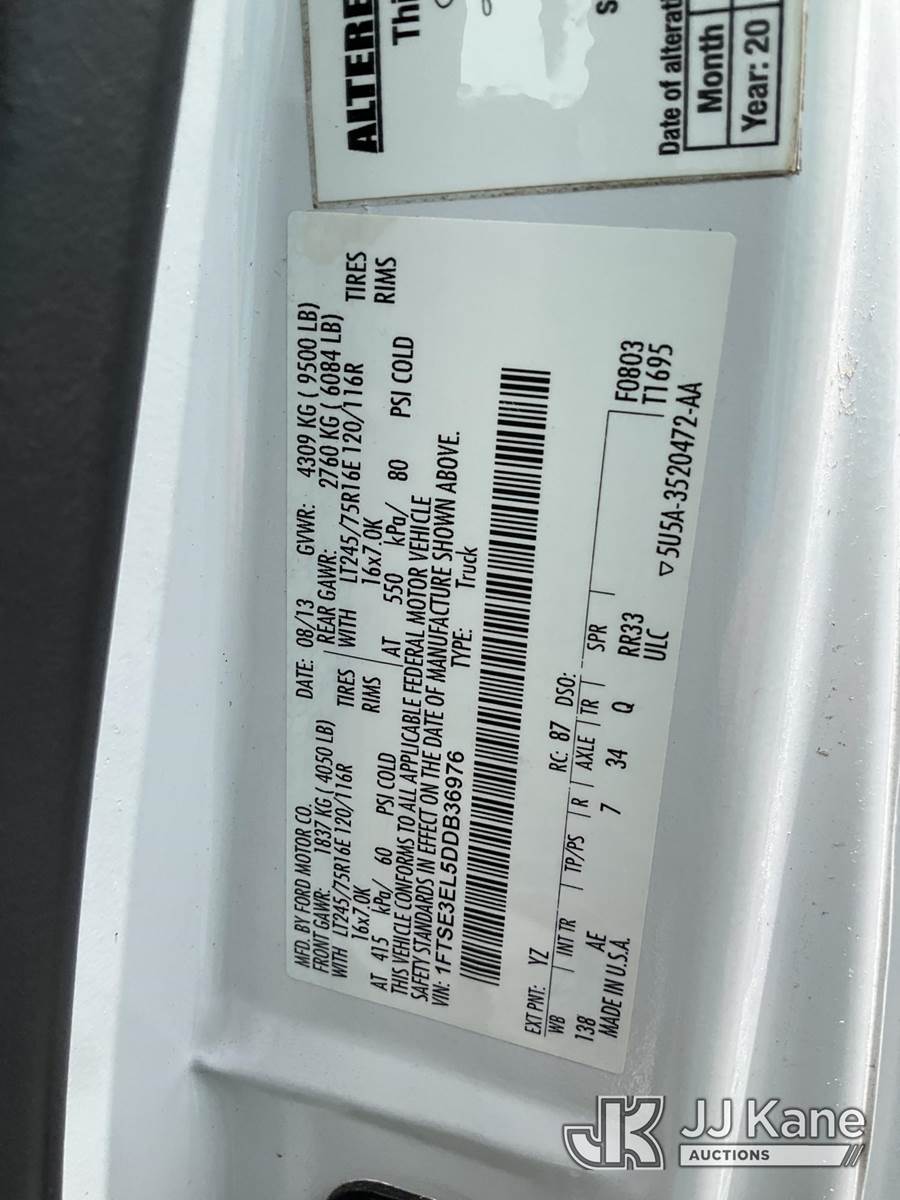 ALTERE
Thi
S
Date of alterat
Month
Year: 20
MFD. BY FORD MOTOR CO.
DATE: 08/13 GVWR: 4309 KG ( 9500 LB)
FRONT GAWR: 1837 KG ( 4050 LB) REAR GAWR: 2760 KG ( 6084 LB)
WITH LT245/75R16E 120/116R TIRES WITH LT245/75R16E 120/116R TIRES
16x7.0K RIMS 16x7.0K RIMS
AT 415 kPa/ 60 PSI COLD AT 550 kPa/ 80 PSI COLD
THIS VEHICLE CONFORMS TO ALL APPLICABLE FEDERAL MOTOR VEHICLE
SAFETY STANDARDS IN EFFECT ON THE DATE OF MANUFACTURE SHOWN ABOVE.
VIN: 1FTSE3EL5DDB36976 TYPE: Truck
EXT PNT: YZ RC: 87 DSO:
WB INT TR TP/PS R AXLE TR SPR
138 AE 7 34 Q RR33 F0803
MADE IN U.S.A. ULC T1695
▽5U5A-3520472-AA
JK JJ Kane
AUCTIONS